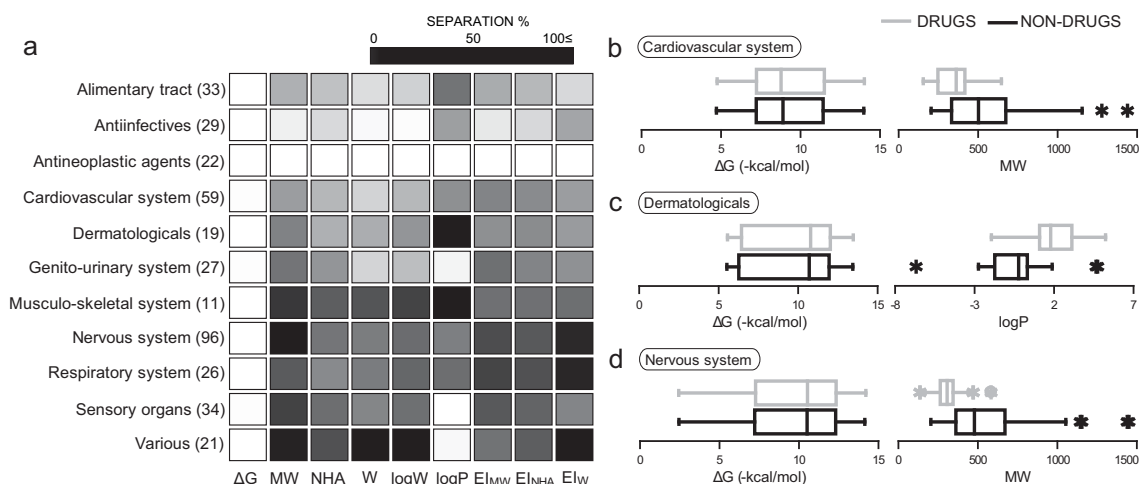 DRUGS NON-DRUGS
a
SEPARATION %
0 50 100≤
Alimentary tract (33)
Antiinfectives (29)
Antineoplastic agents (22)
Cardiovascular system (59)
Dermatologicals (19)
Genito-urinary system (27)
Musculo-skeletal system (11)
Nervous system (96)
Respiratory system (26)
Sensory organs (34)
Various (21)
ΔG MW NHA W logW logP EIMW EINHA EIW
b Cardiovascular system
0 5 10 15
ΔG (-kcal/mol)
0 500 1000 1500
MW
c Dermatologicals
0 5 10 15
ΔG (-kcal/mol)
-8 -3 2 7
logP
d Nervous system
0 5 10 15
ΔG (-kcal/mol)
0 500 1000 1500
MW